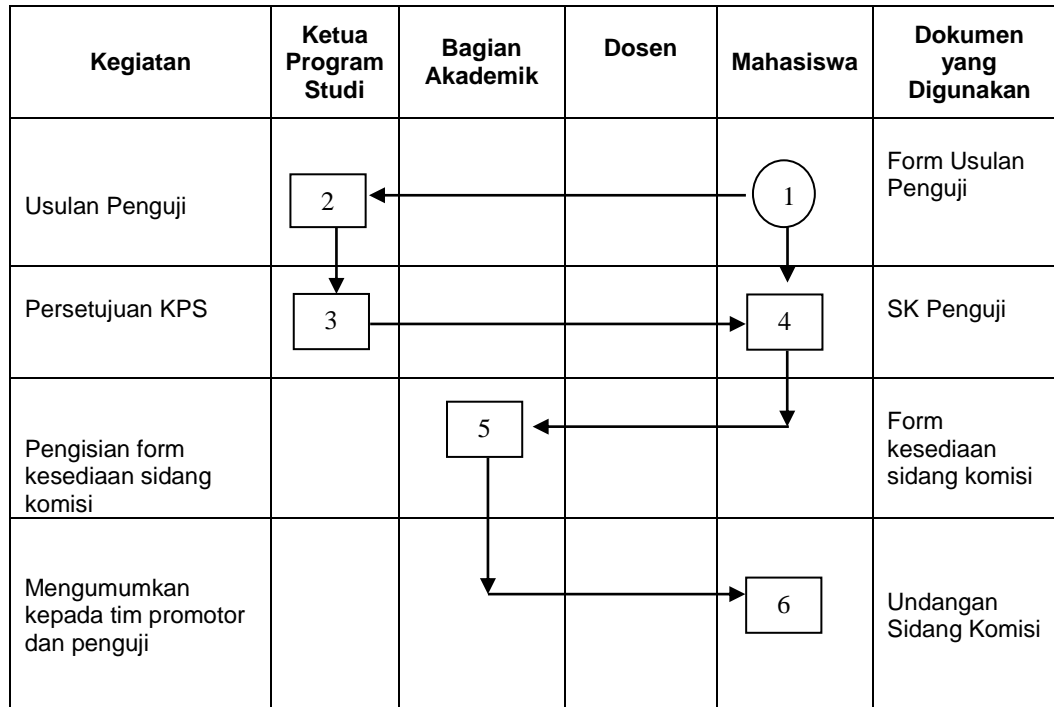 Kegiatan
Ketua
Program
Studi
Bagian
Akademik
Dosen
Mahasiswa
Dokumen
yang
Digunakan
Usulan Penguji
2
1
Form Usulan
Penguji
Persetujuan KPS
3
4
SK Penguji
Pengisian form
kesediaan sidang
komisi
5
Form
kesediaan
sidang komisi
Mengumumkan
kepada tim promotor
dan penguji
6
Undangan
Sidang Komisi